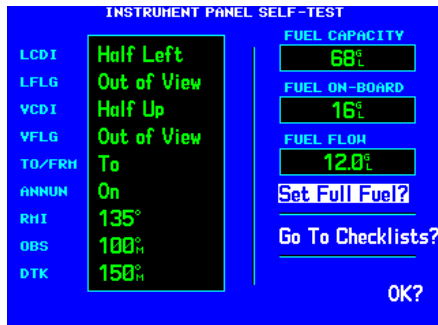 INSTRUMENT PANEL SELF-TEST
LCDI Half Left
LFLG Out of View
VCDI Half Up
VFLG Out of View
TO/FRM To
ANNUN On
RMI 135°
OBS 100°M
DTK 150°M
FUEL CAPACITY
68GL
FUEL ON-BOARD
16GL
FUEL FLOW
12.0GL
Set Full Fuel?
Go To Checklists?
OK?